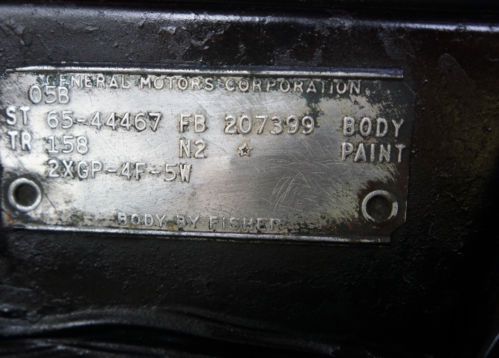 GENERAL MOTORS CORPORATION
05B
ST 65-44467 FB 207399 BODY
TR 158 N2 ☆ PAINT
2XGP-4F-5W
BODY BY FISHER